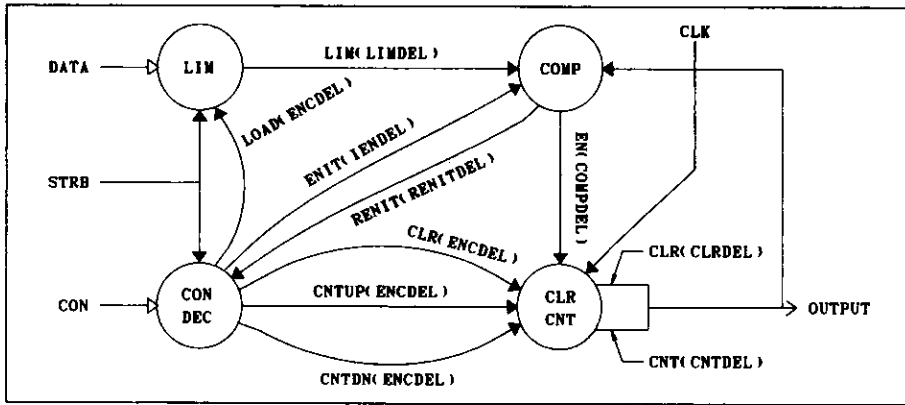 CLK
DATA
LIM
LIM(LIMDEL)
COMP
LOAD(ENCDEL)
ENIT(IENDEL)
RENIT(RENITDEL)
EN(COMPDEL)
STRB
CLR(ENCDEL)
CLR(CLRDEL)
CON
CON
DEC
CNTUP(ENCDEL)
CLR
CNT
OUTPUT
CNTDN(ENCDEL)
CNT(CNTDEL)